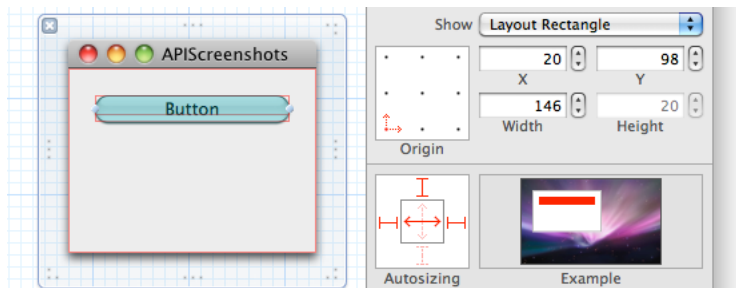 APIScreenshots
Button
Show Layout Rectangle
20 98
X Y
146 20
Width Height
Origin
Autosizing Example